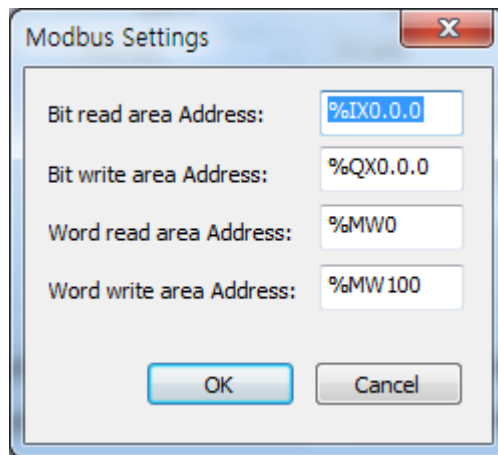 Modbus Settings
Bit read area Address: %IX0.0.0
Bit write area Address: %QX0.0.0
Word read area Address: %MW0
Word write area Address: %MW100
OK Cancel